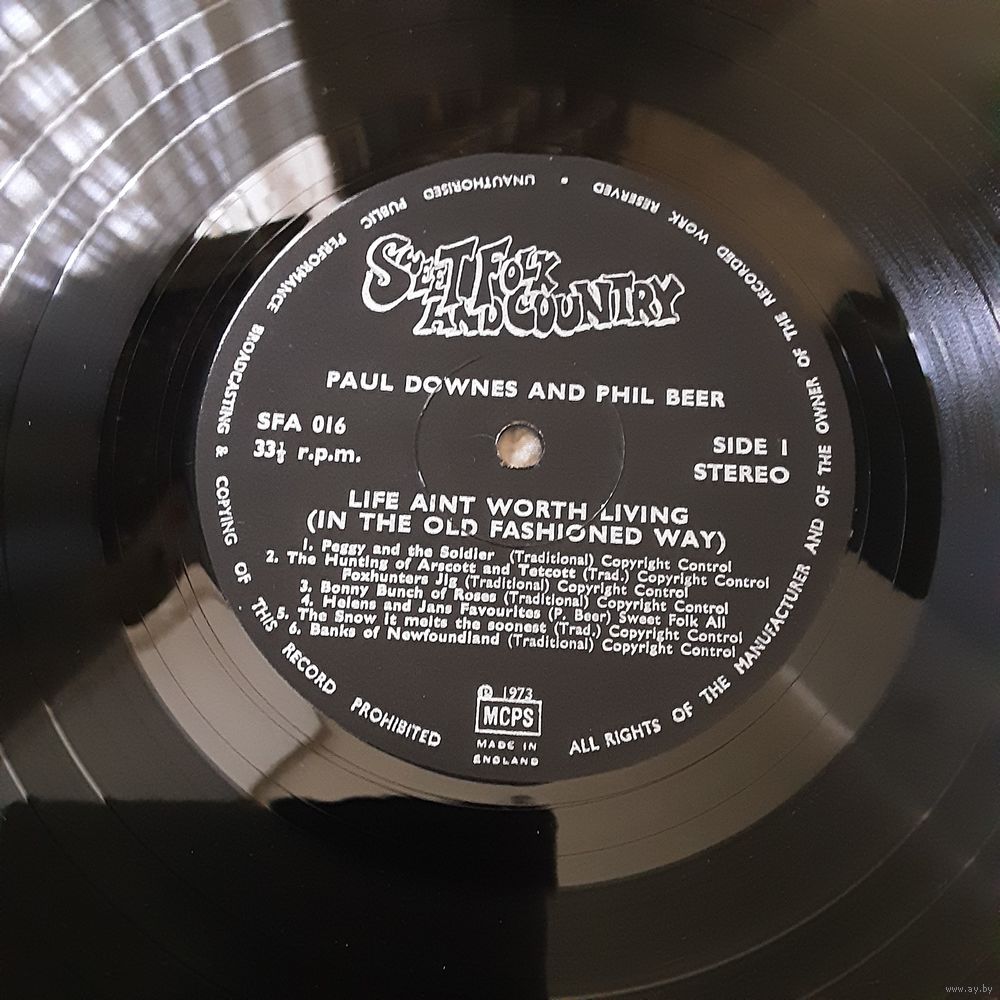 UNAUTHORISED PUBLIC PERFORMANCE BROADCASTING & COPYING OF THIS RECORD PROHIBITED
ALL RIGHTS OF THE MANUFACTURER AND OF THE OWNER OF THE RECORDED WORK RESERVED •
SWEET FOLK
AND COUNTRY
PAUL DOWNES AND PHIL BEER
SFA 016
33⅓ r.p.m.
SIDE 1
STEREO
LIFE AINT WORTH LIVING
(IN THE OLD FASHIONED WAY)
1. Peggy and the Soldier (Traditional) Copyright Control
2. The Hunting of Arscott and Tetcott (Trad.) Copyright Control
Foxhunters Jig (Traditional) Copyright Control
3. Bonny Bunch of Roses (Traditional) Copyright Control
4. Helens and Jans Favourites (P. Beer) Sweet Folk All
5. The Snow it melts the soonest (Trad.) Copyright Control
6. Banks of Newfoundland (Traditional) Copyright Control
℗ 1973
MCPS
MADE IN
ENGLAND
www.ay.by